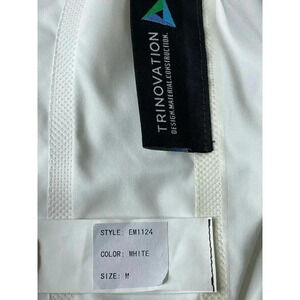 TRINOVATION
DESIGN.MATERIAL.CONSTRUCTION.
STYLE: EM1124
COLOR: WHITE
SIZE: M